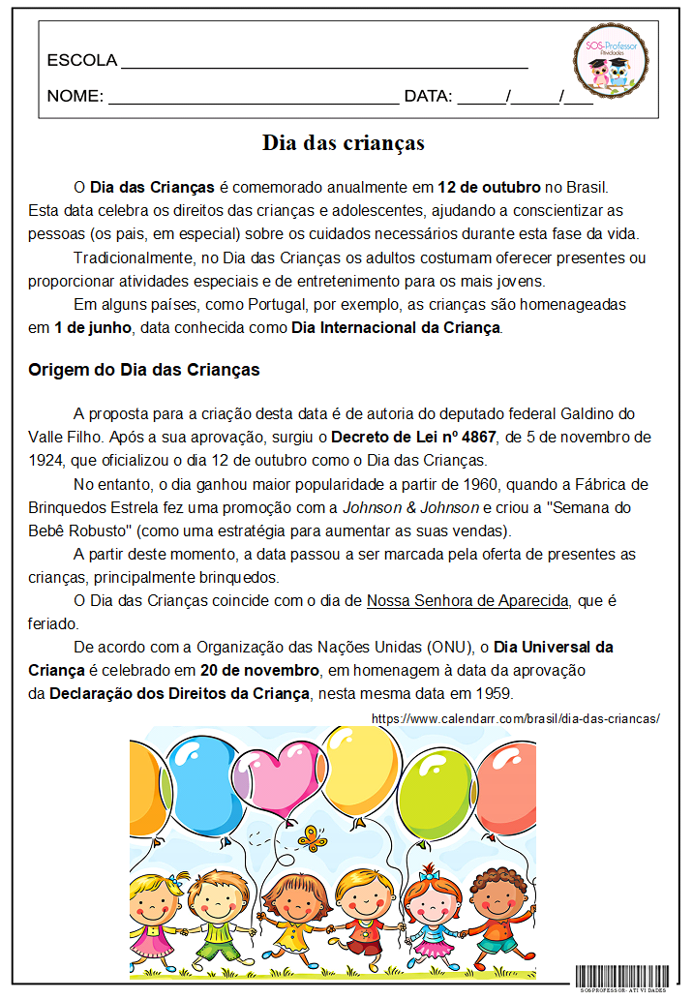 SOS-Professor
Atividades
ESCOLA ___________________________________________
NOME: _______________________________ DATA: _____/_____/___
Dia das crianças
O Dia das Crianças é comemorado anualmente em 12 de outubro no Brasil.
Esta data celebra os direitos das crianças e adolescentes, ajudando a conscientizar as
pessoas (os pais, em especial) sobre os cuidados necessários durante esta fase da vida.
Tradicionalmente, no Dia das Crianças os adultos costumam oferecer presentes ou
proporcionar atividades especiais e de entretenimento para os mais jovens.
Em alguns países, como Portugal, por exemplo, as crianças são homenageadas
em 1 de junho, data conhecida como Dia Internacional da Criança.
Origem do Dia das Crianças
A proposta para a criação desta data é de autoria do deputado federal Galdino do
Valle Filho. Após a sua aprovação, surgiu o Decreto de Lei nº 4867, de 5 de novembro de
1924, que oficializou o dia 12 de outubro como o Dia das Crianças.
No entanto, o dia ganhou maior popularidade a partir de 1960, quando a Fábrica de
Brinquedos Estrela fez uma promoção com a Johnson & Johnson e criou a "Semana do
Bebê Robusto" (como uma estratégia para aumentar as suas vendas).
A partir deste momento, a data passou a ser marcada pela oferta de presentes as
crianças, principalmente brinquedos.
O Dia das Crianças coincide com o dia de Nossa Senhora de Aparecida, que é
feriado.
De acordo com a Organização das Nações Unidas (ONU), o Dia Universal da
Criança é celebrado em 20 de novembro, em homenagem à data da aprovação
da Declaração dos Direitos da Criança, nesta mesma data em 1959.
https://www.calendarr.com/brasil/dia-das-criancas/
SOSPROFESSOR-ATIVIDADES